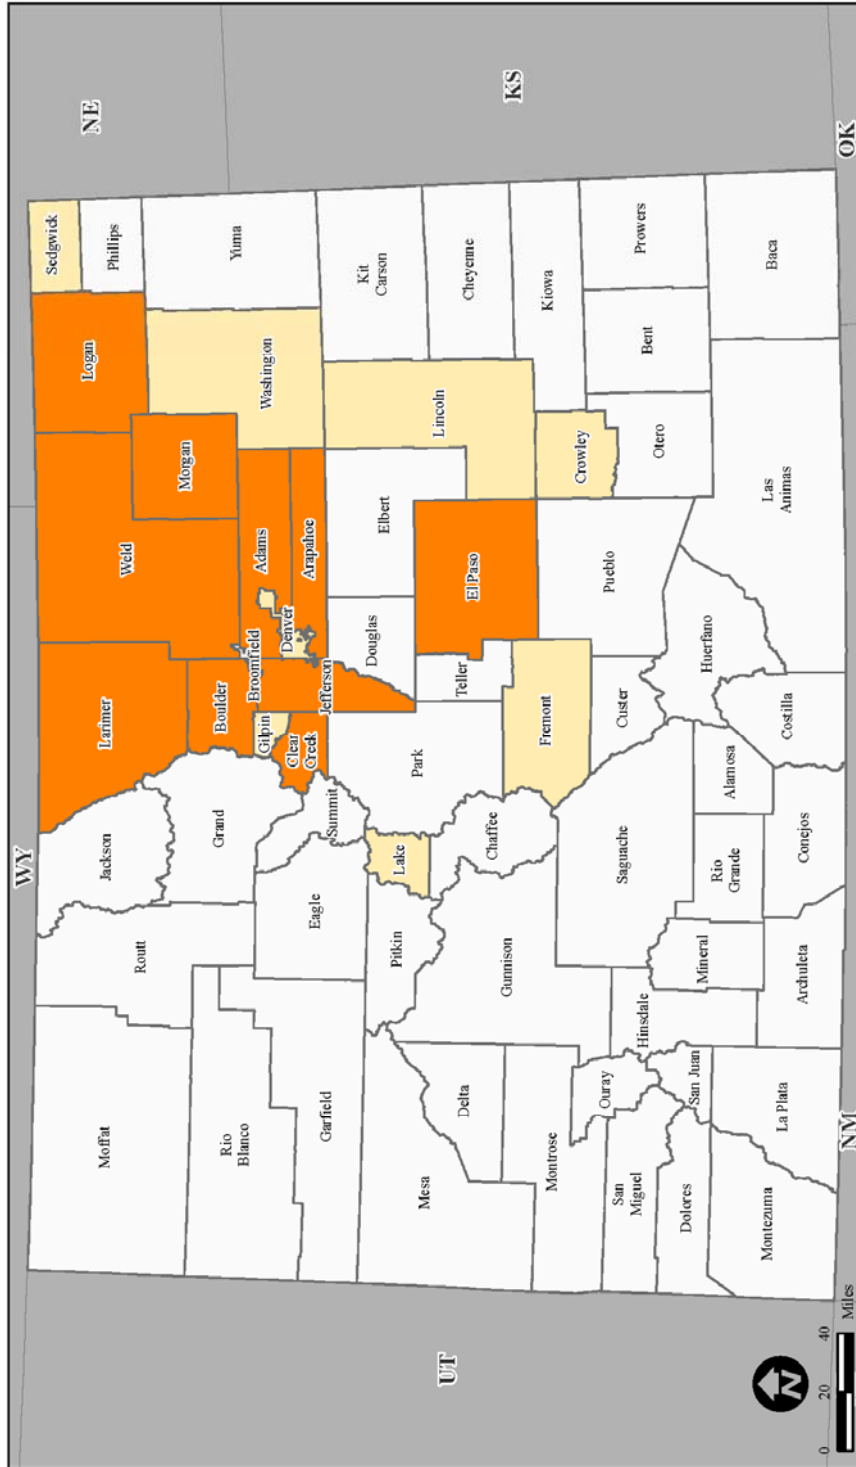 WY
NE
Moffat
Routt
Jackson
Larimer
Weld
Logan
Sedgwick
Phillips
Morgan
Rio
Blanco
Grand
Boulder
Broomfield
Adams
Washington
Yuma
Gilpin
Clear
Creek
Jefferson
Denver
Arapahoe
Garfield
Eagle
Summit
Douglas
Elbert
Kit
Carson
UT
Mesa
Pitkin
Lake
Park
Teller
El Paso
Lincoln
Cheyenne
KS
Delta
Gunnison
Chaffee
Fremont
Crowley
Kiowa
Montrose
Ouray
Saguache
Custer
Pueblo
Otero
Bent
Prowers
San
Miguel
Hinsdale
Dolores
San Juan
Mineral
Rio
Grande
Alamosa
Huerfano
Las
Animas
Baca
Montezuma
La Plata
Archuleta
Conejos
Costilla
N
0 20 40
Miles
NM
OK